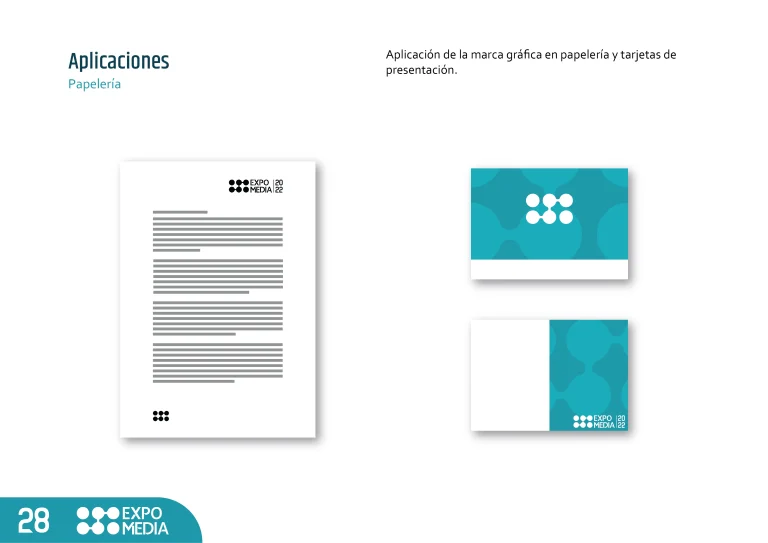 Aplicaciones
Papelería
Aplicación de la marca gráfica en papelería y tarjetas de
presentación.
EXPO 20
MEDIA 22
EXPO 20
MEDIA 22
28
EXPO
MEDIA